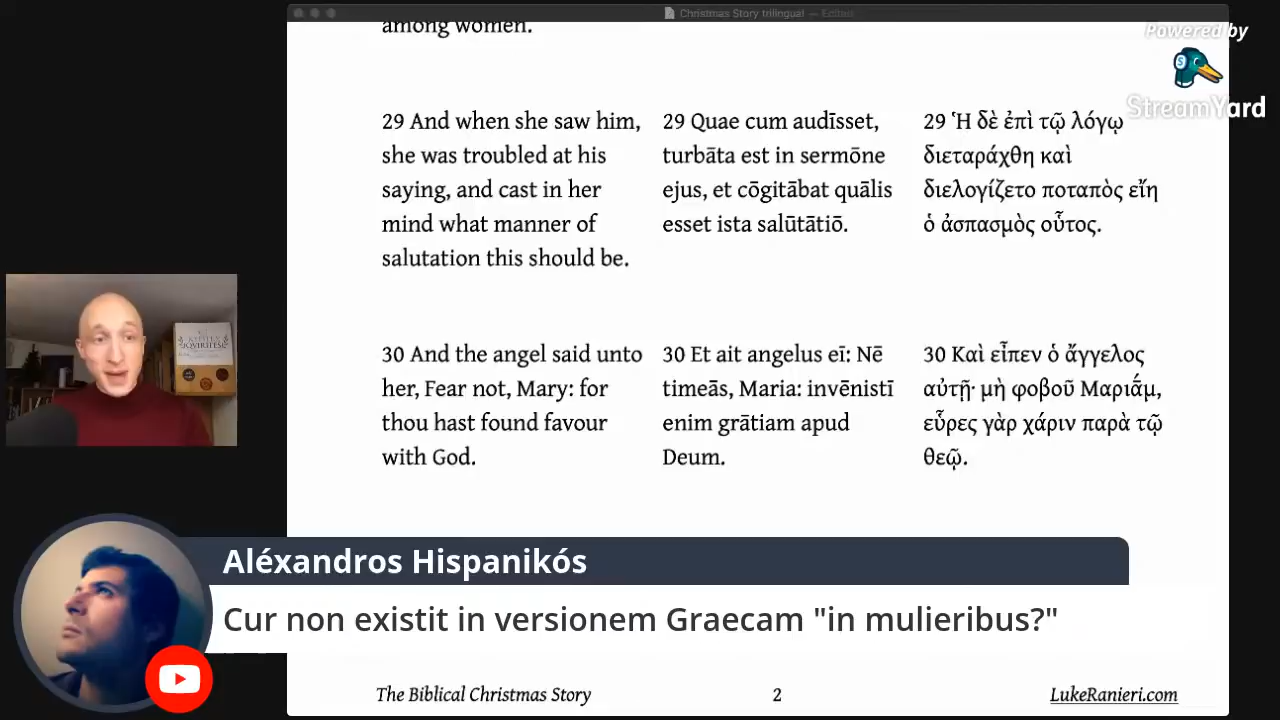 Christmas Story trilingual — Edited
Powered by
StreamYard
among women.
29 And when she saw him,
she was troubled at his
saying, and cast in her
mind what manner of
salutation this should be.
29 Quae cum audīsset,
turbāta est in sermōne
ejus, et cōgitābat quālis
esset ista salūtātiō.
29 Ἡ δὲ ἐπὶ τῷ λόγῳ
διεταράχθη καὶ
διελογίζετο ποταπὸς εἴη
ὁ ἀσπασμὸς οὗτος.
30 And the angel said unto
her, Fear not, Mary: for
thou hast found favour
with God.
30 Et ait angelus eī: Nē
timeās, Maria: invēnistī
enim grātiam apud
Deum.
30 Καὶ εἶπεν ὁ ἄγγελος
αὐτῇ· μὴ φοβοῦ Μαριᾱ́μ,
εὗρες γὰρ χάριν παρὰ τῷ
θεῷ.
Aléxandros Hispanikós
Cur non existit in versionem Graecam "in mulieribus?"
The Biblical Christmas Story
2
LukeRanieri.com